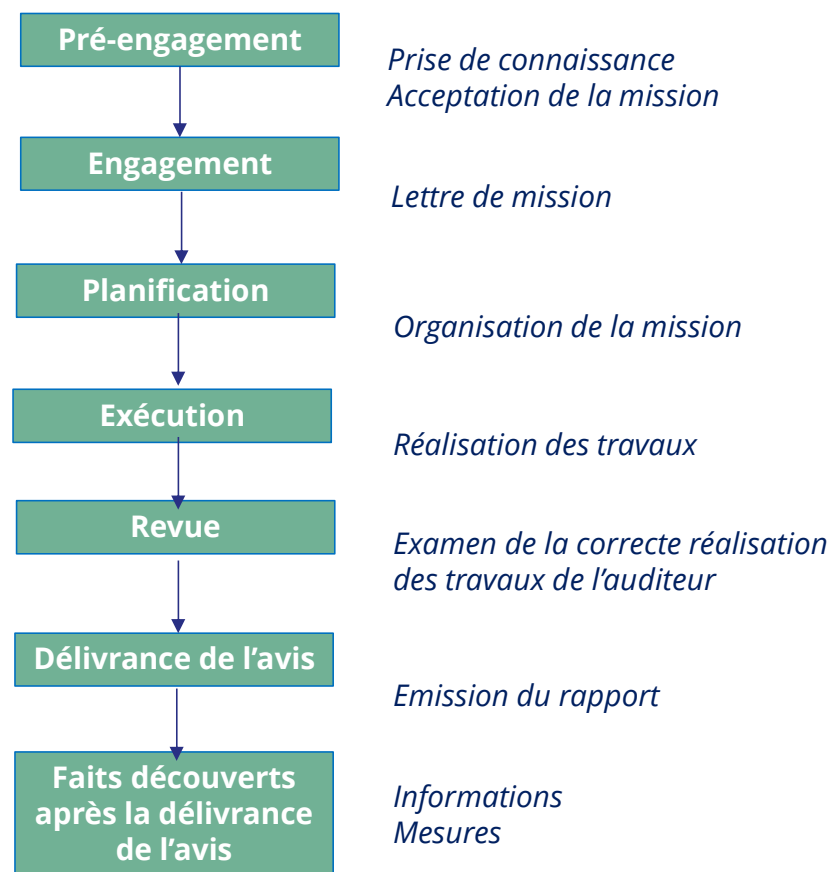 Pré-engagement
Prise de connaissance
Acceptation de la mission
Engagement
Lettre de mission
Planification
Organisation de la mission
Exécution
Réalisation des travaux
Revue
Examen de la correcte réalisation
des travaux de l'auditeur
Délivrance de l'avis
Emission du rapport
Faits découverts
après la délivrance
de l'avis
Informations
Mesures